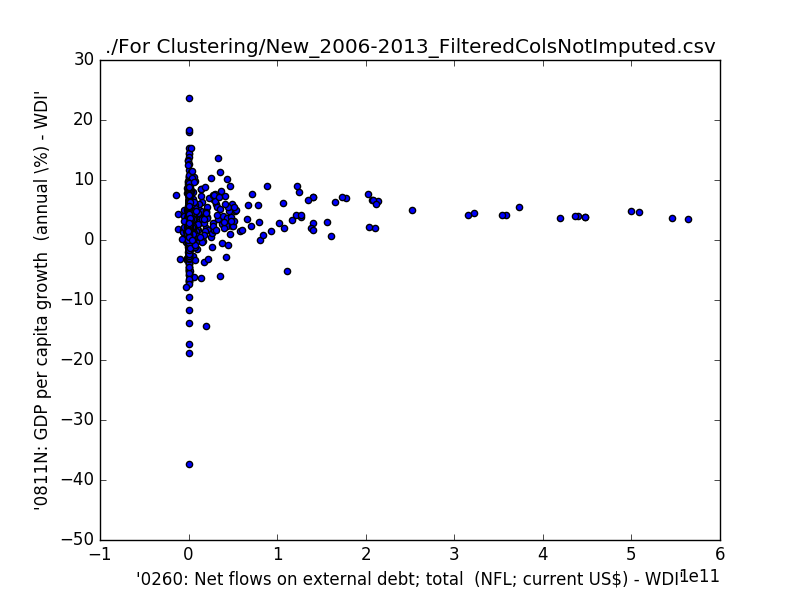 ./For Clustering/New_2006-2013_FilteredColsNotImputed.csv
30
20
10
0
−10
−20
−30
−40
−50
'0811N: GDP per capita growth  (annual \%) - WDI'
−1 0 1 2 3 4 5 6
1e11
'0260: Net flows on external debt; total  (NFL; current US$) - WDI'